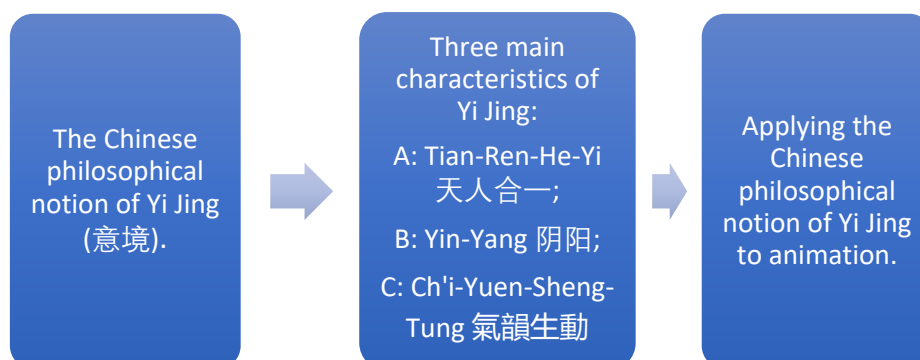 The Chinese
philosophical
notion of Yi Jing
(意境).
Three main
characteristics of
Yi Jing:
A: Tian-Ren-He-Yi
天人合一;
B: Yin-Yang 阴阳;
C: Ch'i-Yuen-Sheng-
Tung 氣韻生動
Applying the
Chinese
philosophical
notion of Yi Jing
to animation.